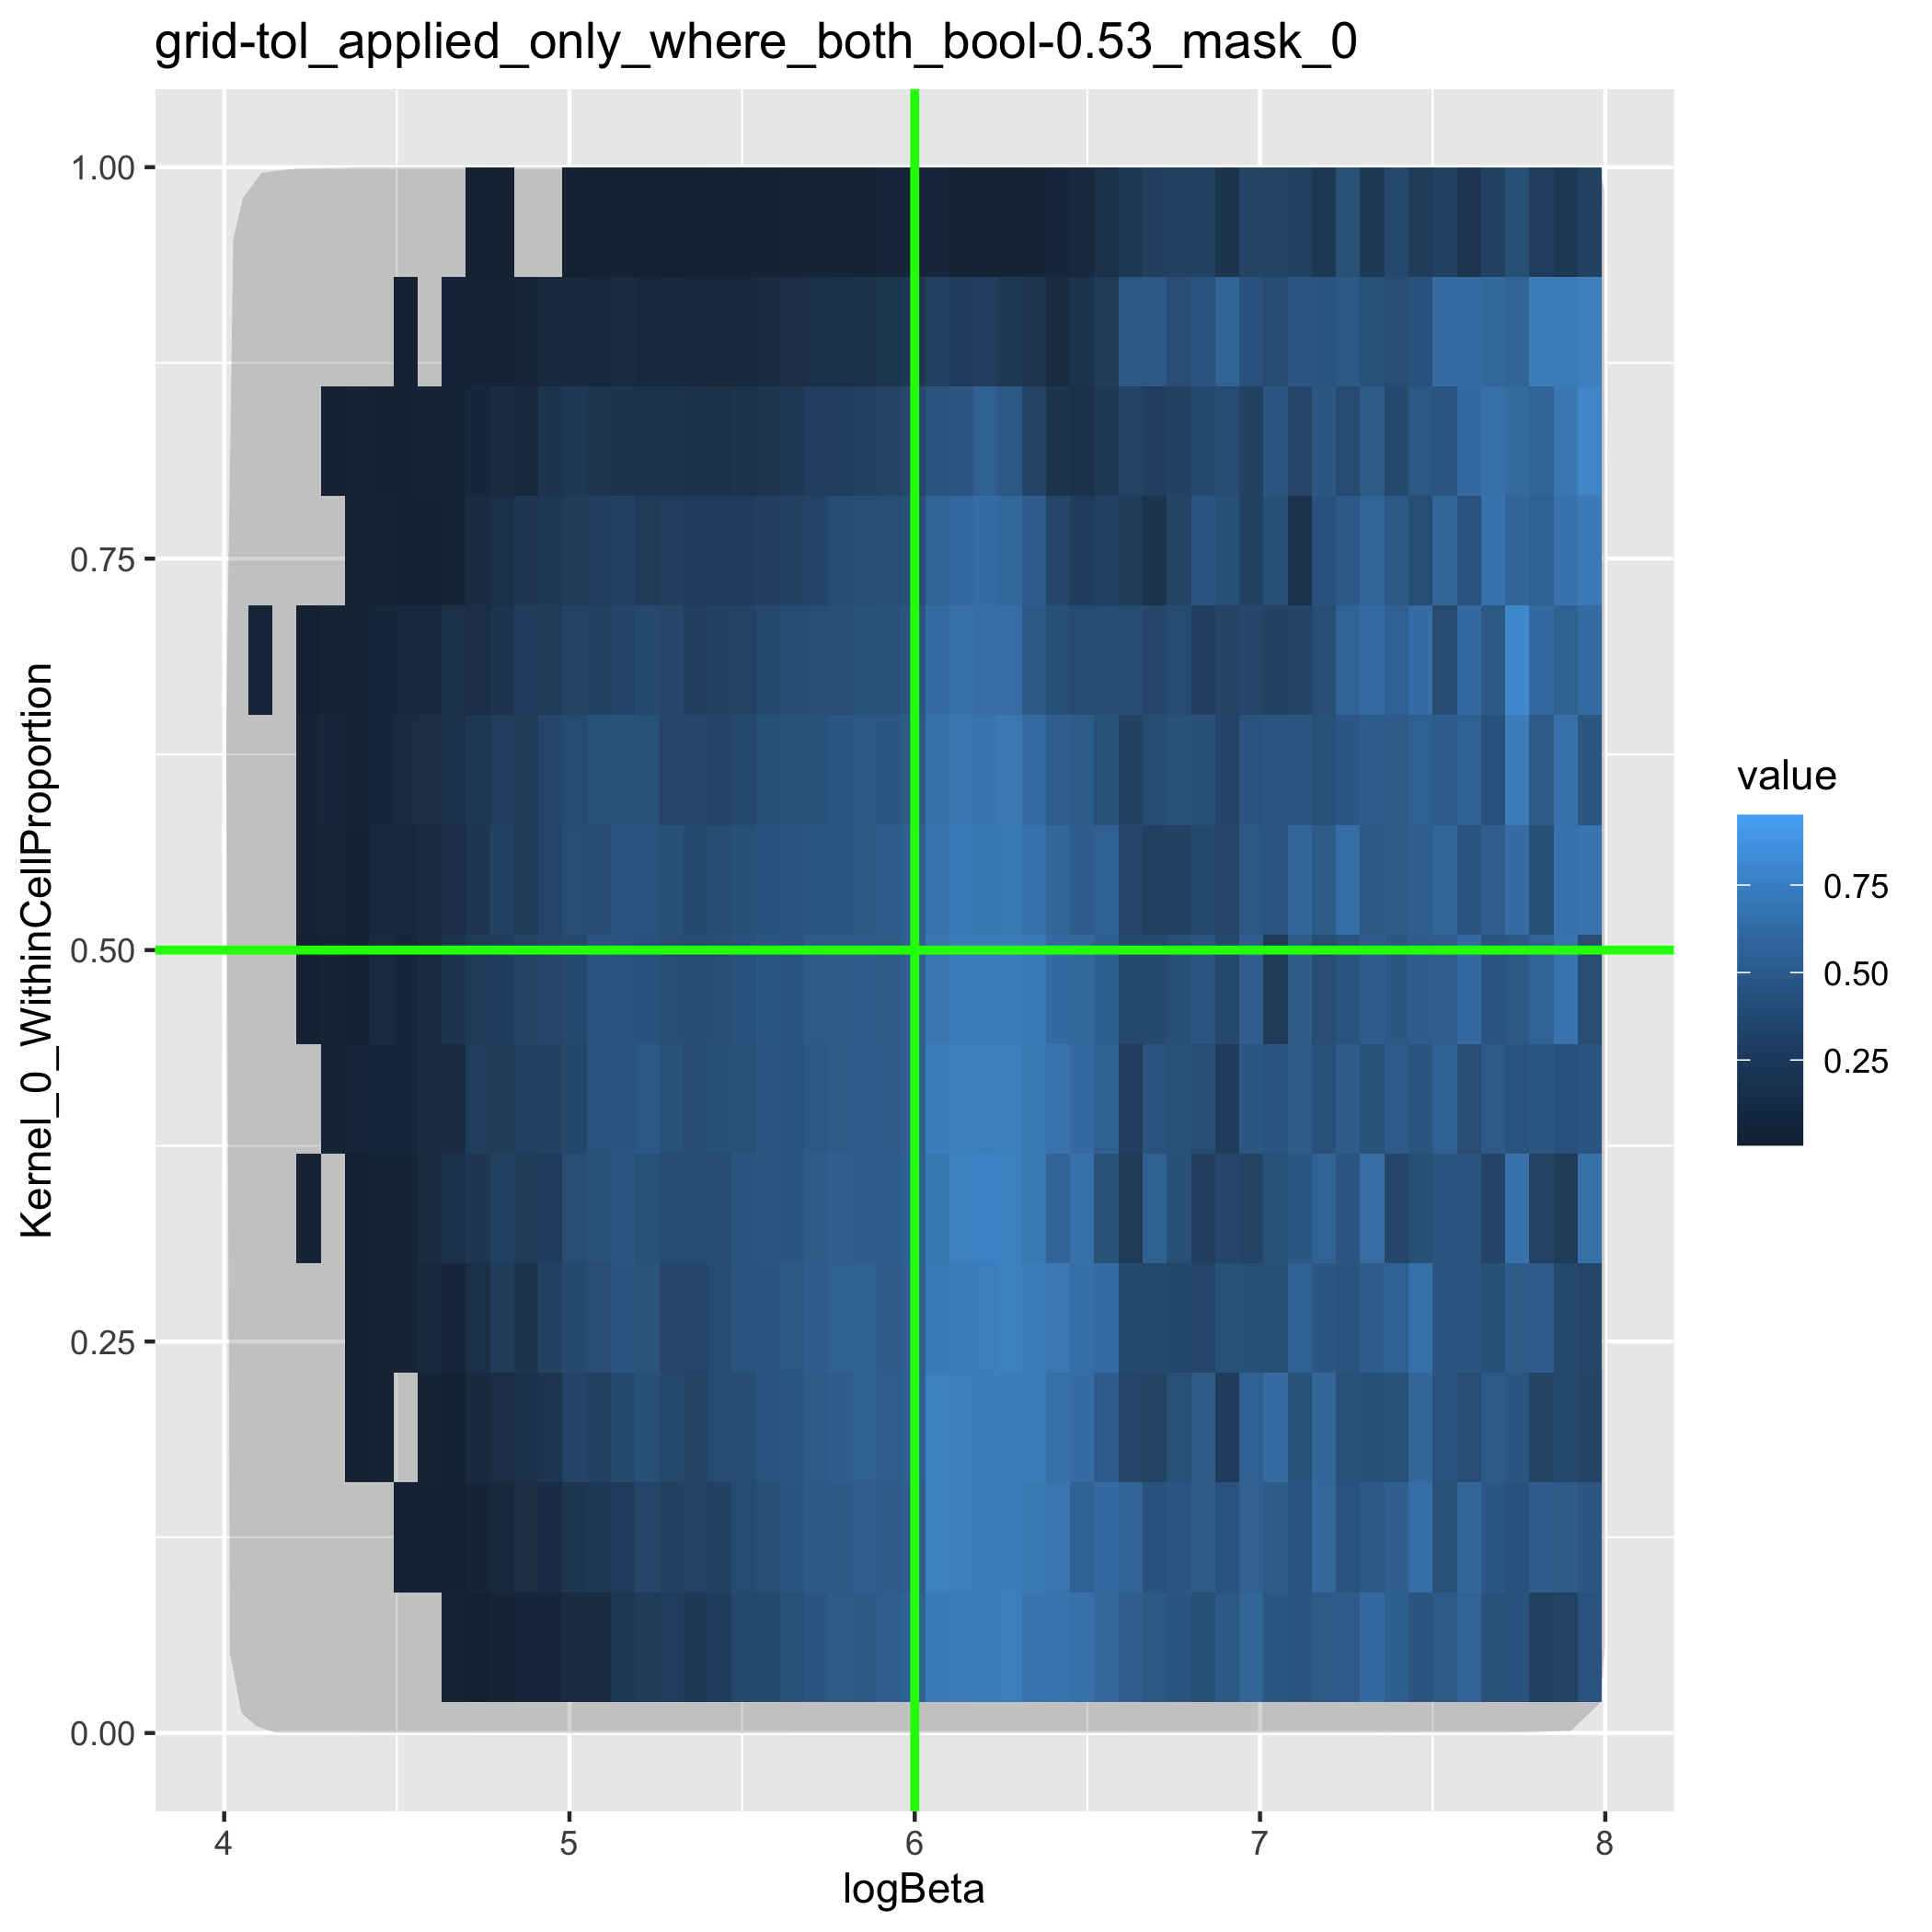 grid-tol_applied_only_where_both_bool-0.53_mask_0
1.00
0.75
0.50
0.25
0.00
Kernel_0_WithinCellProportion
4 5 6 7 8
logBeta
value
0.75
0.50
0.25